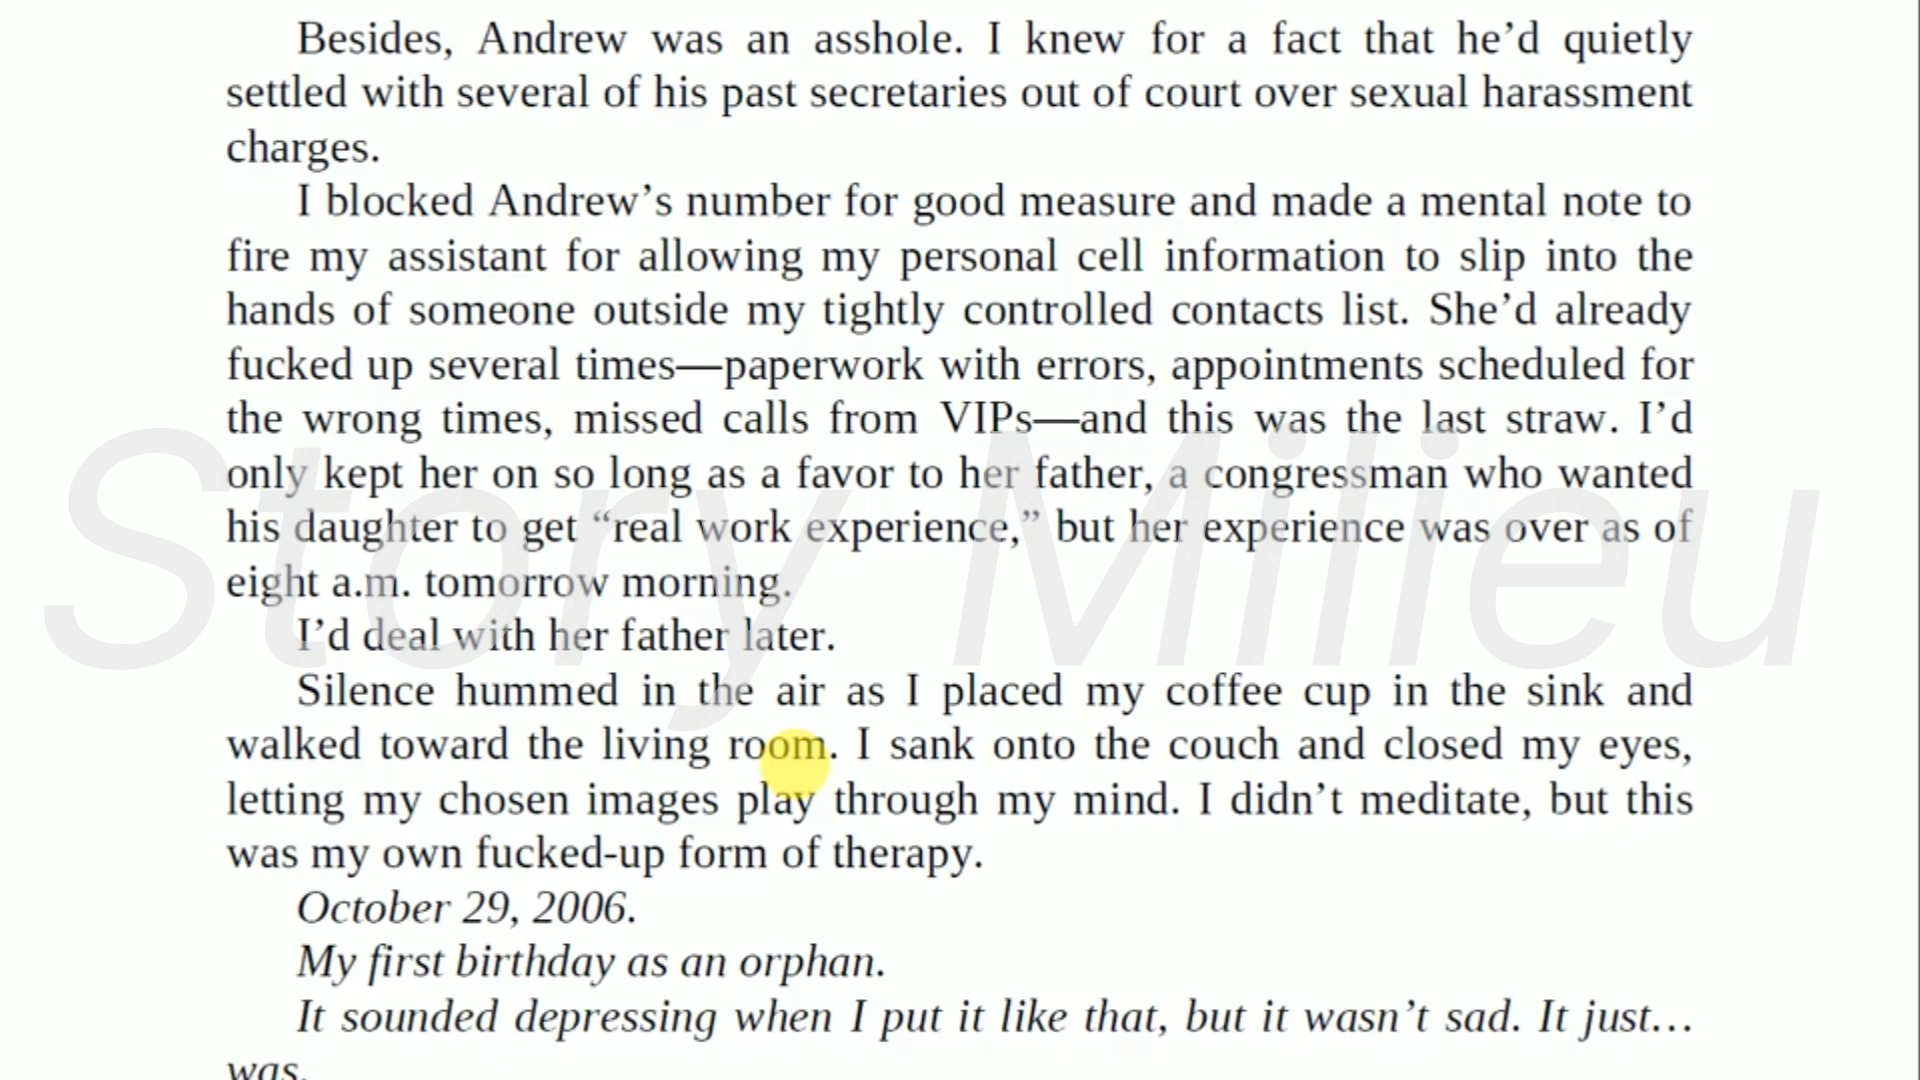 Besides, Andrew was an asshole. I knew for a fact that he’d quietly
settled with several of his past secretaries out of court over sexual harassment
charges.
I blocked Andrew’s number for good measure and made a mental note to
fire my assistant for allowing my personal cell information to slip into the
hands of someone outside my tightly controlled contacts list. She’d already
fucked up several times—paperwork with errors, appointments scheduled for
the wrong times, missed calls from VIPs—and this was the last straw. I’d
only kept her on so long as a favor to her father, a congressman who wanted
his daughter to get “real work experience,” but her experience was over as of
eight a.m. tomorrow morning.
I’d deal with her father later.
Silence hummed in the air as I placed my coffee cup in the sink and
walked toward the living room. I sank onto the couch and closed my eyes,
letting my chosen images play through my mind. I didn’t meditate, but this
was my own fucked-up form of therapy.
October 29, 2006.
My first birthday as an orphan.
It sounded depressing when I put it like that, but it wasn’t sad. It just…
was.
Story Milieu